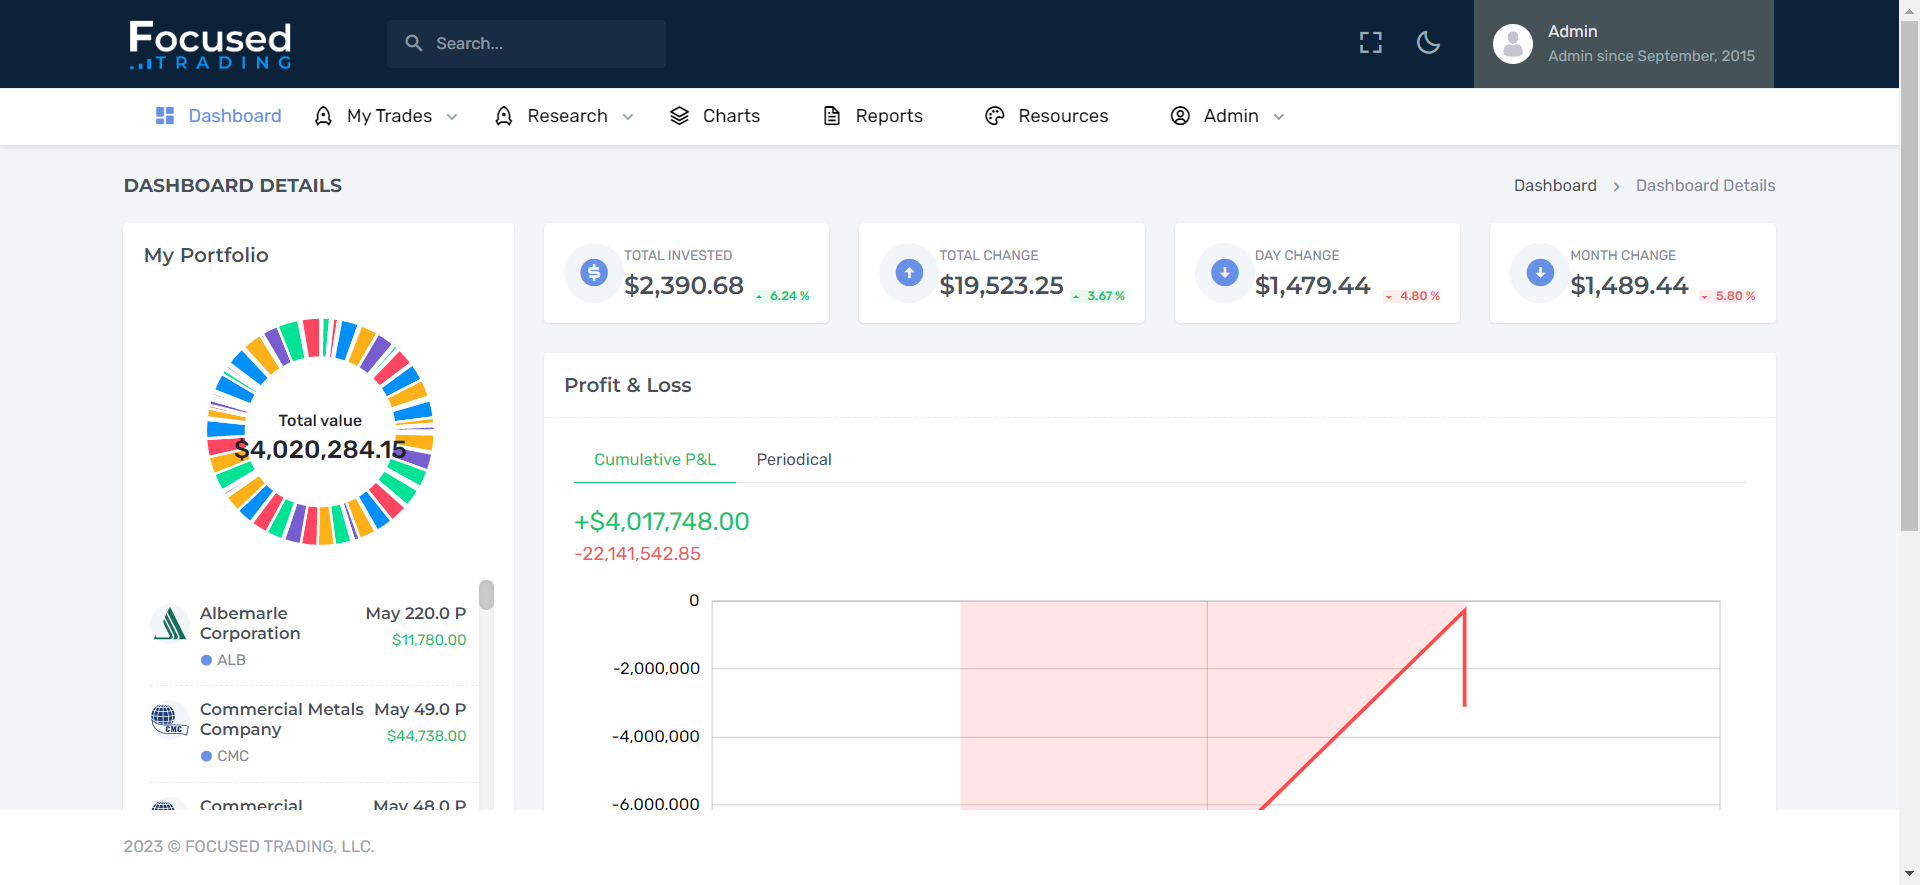 Focused
TRADING
Search...
Admin
Admin since September, 2015
Dashboard
My Trades
Research
Charts
Reports
Resources
Admin
DASHBOARD DETAILS
Dashboard > Dashboard Details
My Portfolio
Total value
$4,020,284.15
Albemarle Corporation
May 220.0 P
$11,780.00
ALB
Commercial Metals Company
May 49.0 P
$44,738.00
CMC
CMC
Commercial
May 48.0 P
TOTAL INVESTED
$2,390.68
6.24 %
TOTAL CHANGE
$19,523.25
3.67 %
DAY CHANGE
$1,479.44
4.80 %
MONTH CHANGE
$1,489.44
5.80 %
Profit & Loss
Cumulative P&L
Periodical
+$4,017,748.00
-22,141,542.85
0
-2,000,000
-4,000,000
-6,000,000
2023 © FOCUSED TRADING, LLC.